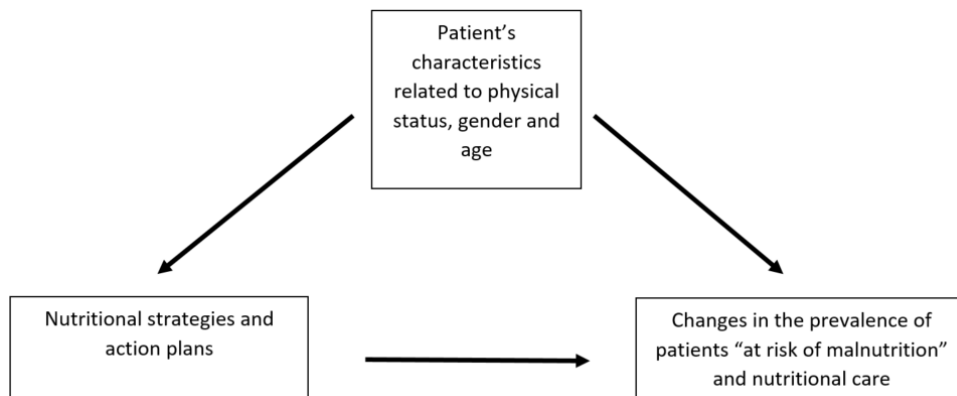 Patient’s
characteristics
related to physical
status, gender and
age
Nutritional strategies and
action plans
Changes in the prevalence of
patients “at risk of malnutrition”
and nutritional care